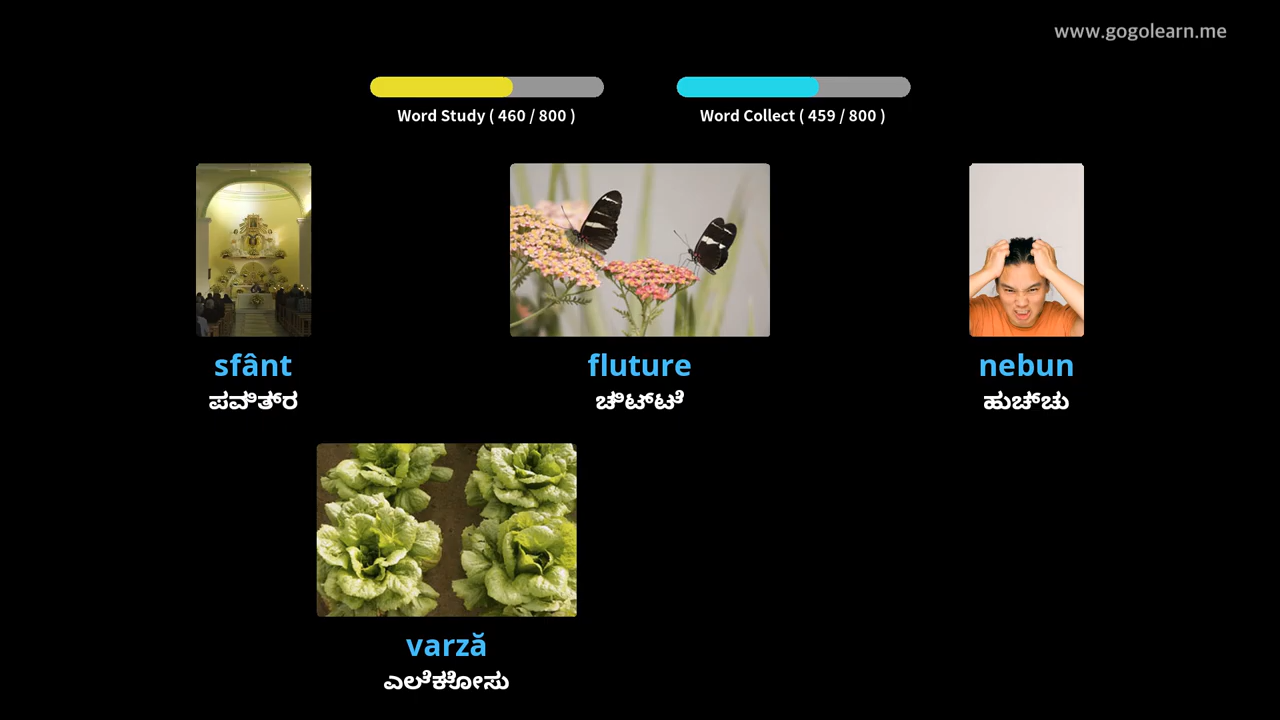 www.gogolearn.me
Word Study ( 460 / 800 )
Word Collect ( 459 / 800 )
sfânt
ಪವಿತ್ರ
fluture
ಚಿಟ್ಟೆ
nebun
ಹುಚ್ಚು
varză
ಎಲೆಕೋಸು